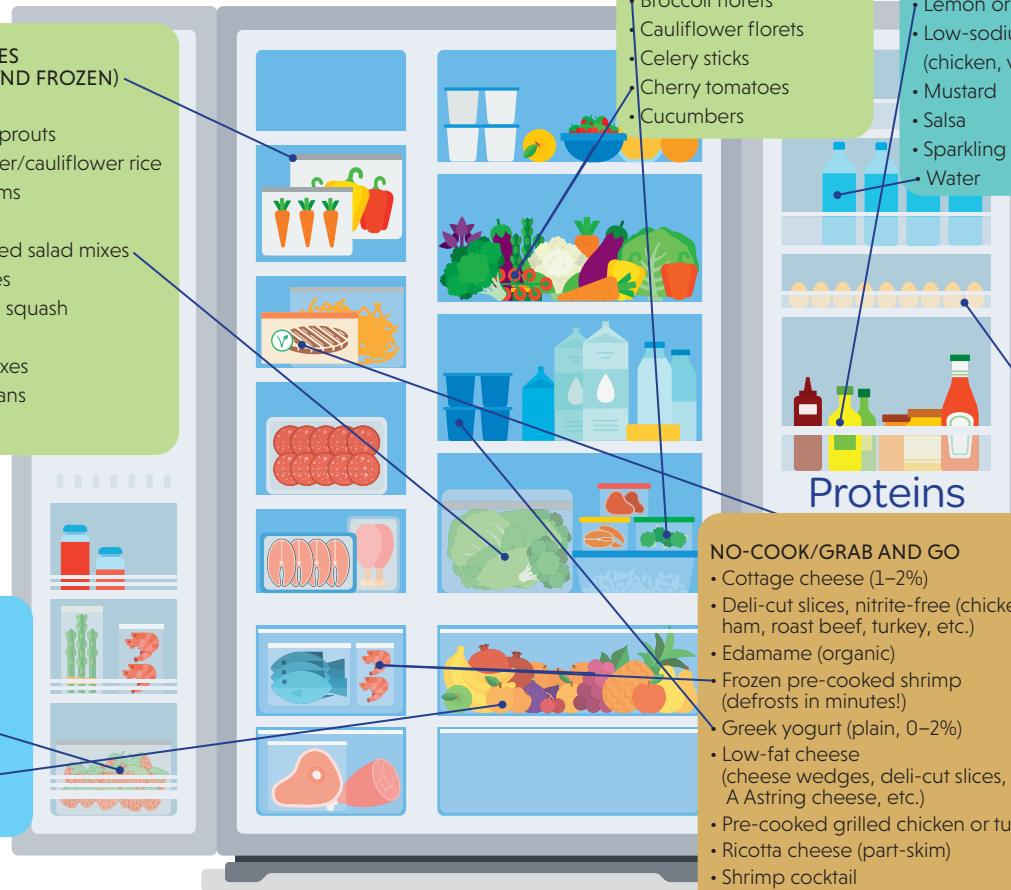 ES
ND FROZEN)
prouts
er/cauliflower rice
ms
ed salad mixes
es
squash
xes
ans
Broccoli florets
• Cauliflower florets
• Celery sticks
• Cherry tomatoes
• Cucumbers
• Lemon or
• Low-sodiu
(chicken, v
• Mustard
• Salsa
• Sparkling
• Water
Proteins
NO-COOK/GRAB AND GO
• Cottage cheese (1–2%)
• Deli-cut slices, nitrite-free (chicke
ham, roast beef, turkey, etc.)
• Edamame (organic)
• Frozen pre-cooked shrimp
(defrosts in minutes!)
• Greek yogurt (plain, 0–2%)
• Low-fat cheese
(cheese wedges, deli-cut slices,
A Astring cheese, etc.)
• Pre-cooked grilled chicken or tu
• Ricotta cheese (part-skim)
• Shrimp cocktail